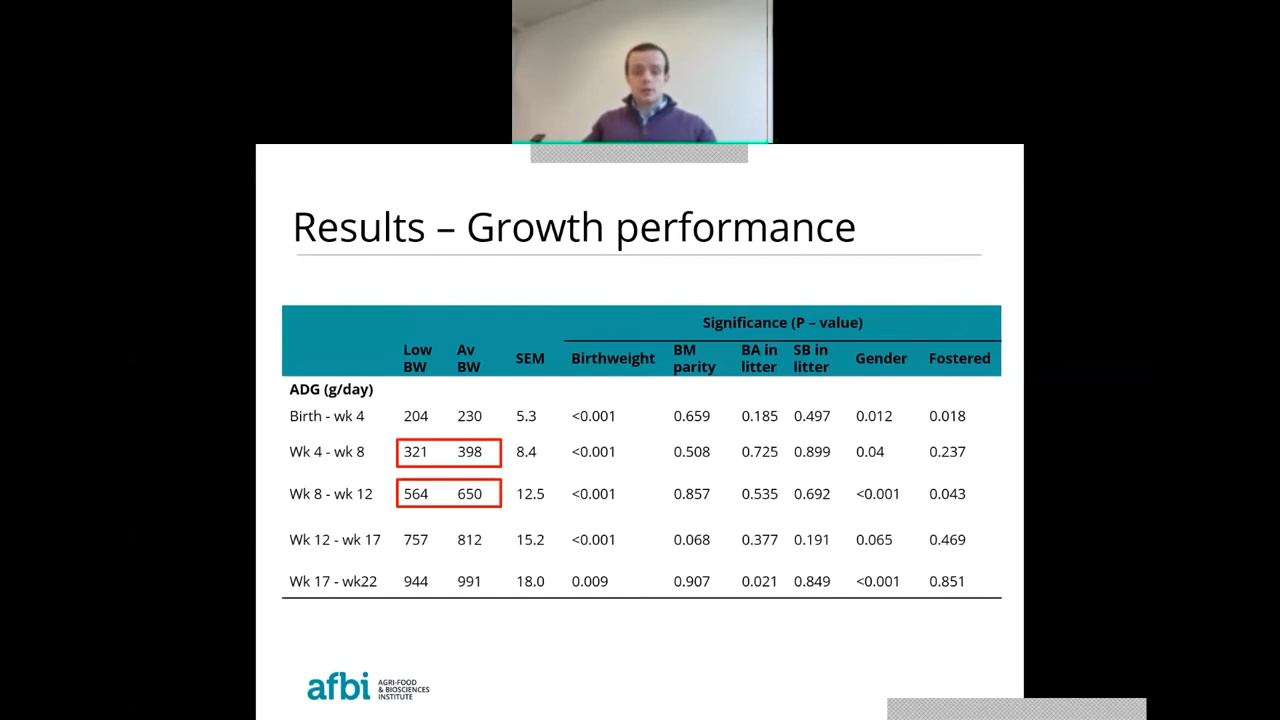 Results – Growth performance
Significance (P – value)
Low BW Av BW SEM Birthweight BM parity BA in litter SB in litter Gender Fostered
ADG (g/day)
Birth - wk 4 204 230 5.3 <0.001 0.659 0.185 0.497 0.012 0.018
Wk 4 - wk 8 321 398 8.4 <0.001 0.508 0.725 0.899 0.04 0.237
Wk 8 - wk 12 564 650 12.5 <0.001 0.857 0.535 0.692 <0.001 0.043
Wk 12 - wk 17 757 812 15.2 <0.001 0.068 0.377 0.191 0.065 0.469
Wk 17 - wk22 944 991 18.0 0.009 0.907 0.021 0.849 <0.001 0.851
afbi
AGRI-FOOD
& BIOSCIENCES
INSTITUTE